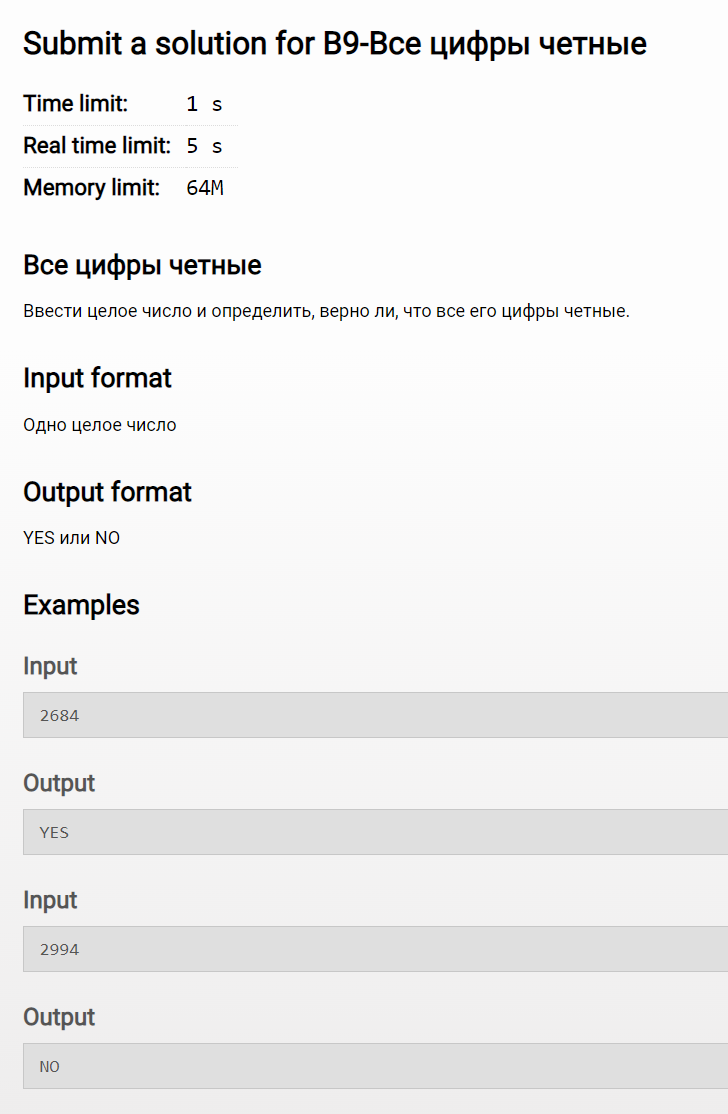 Submit a solution for B9-Все цифры четные
Time limit: 1 s
Real time limit: 5 s
Memory limit: 64M
Все цифры четные
Ввести целое число и определить, верно ли, что все его цифры четные.
Input format
Одно целое число
Output format
YES или NO
Examples
Input
2684
Output
YES
Input
2994
Output
NO